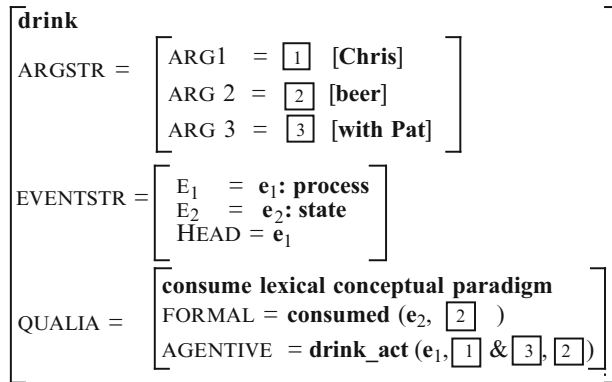 drink
ARGSTR = ARG1 = 1 [Chris]
ARG 2 = 2 [beer]
ARG 3 = 3 [with Pat]
EVENTSTR = E1 = e1: process
E2 = e2: state
HEAD = e1
QUALIA = consume lexical conceptual paradigm
FORMAL = consumed (e2, 2 )
AGENTIVE = drink_act (e1, 1 & 3, 2)